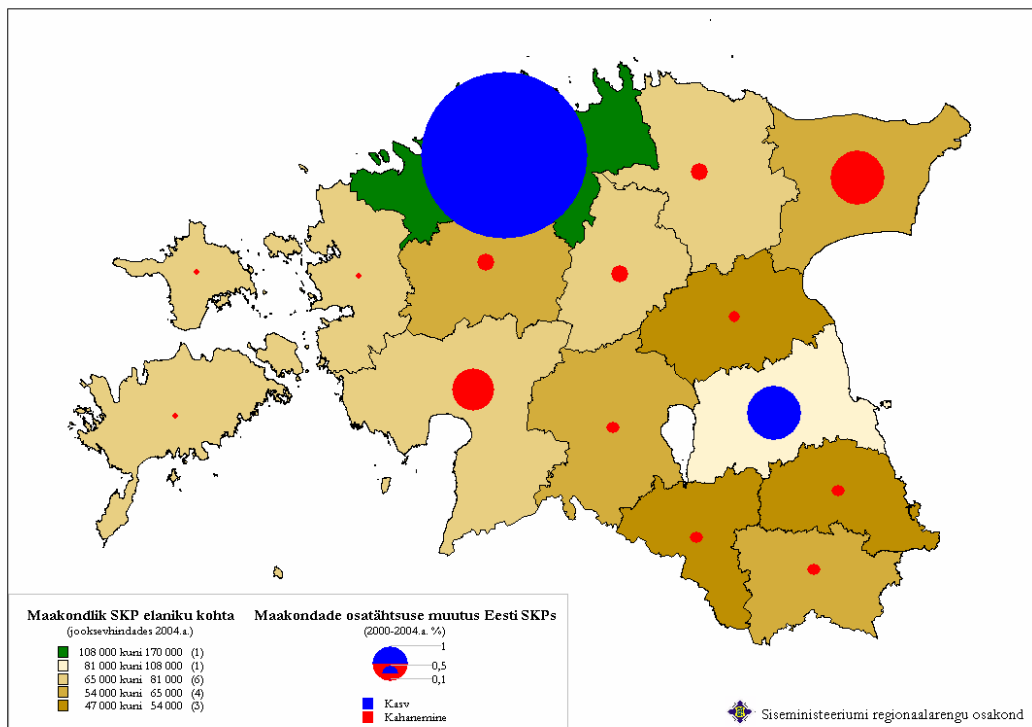 Maakondlik SKP elaniku kohta
(jooksevhindades 2004.a.)
108 000 kuni 170 000 (1)
81 000 kuni 108 000 (1)
65 000 kuni 81 000 (6)
54 000 kuni 65 000 (4)
47 000 kuni 54 000 (3)
Maakondade osatähtsuse muutus Eesti SKPs
(2000-2004.a. %)
1
0,5
0,1
Kasv
Kahanemine
Siseministeeriumi regionaalarengu osakond